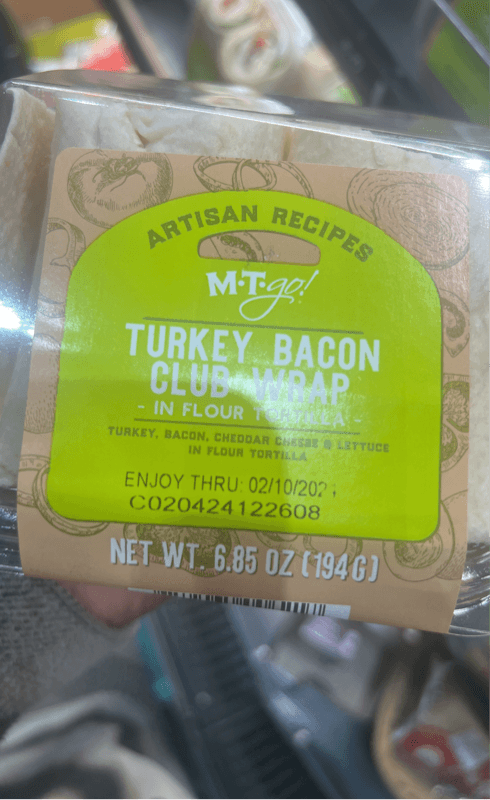 ARTISAN RECIPES
M·T·go!
TURKEY BACON
CLUB WRAP
- IN FLOUR TORTILLA -
TURKEY, BACON, CHEDDAR CHEESE & LETTUCE
IN FLOUR TORTILLA
ENJOY THRU: 02/10/202
C020424122608
NET WT. 6.85 OZ (194G)